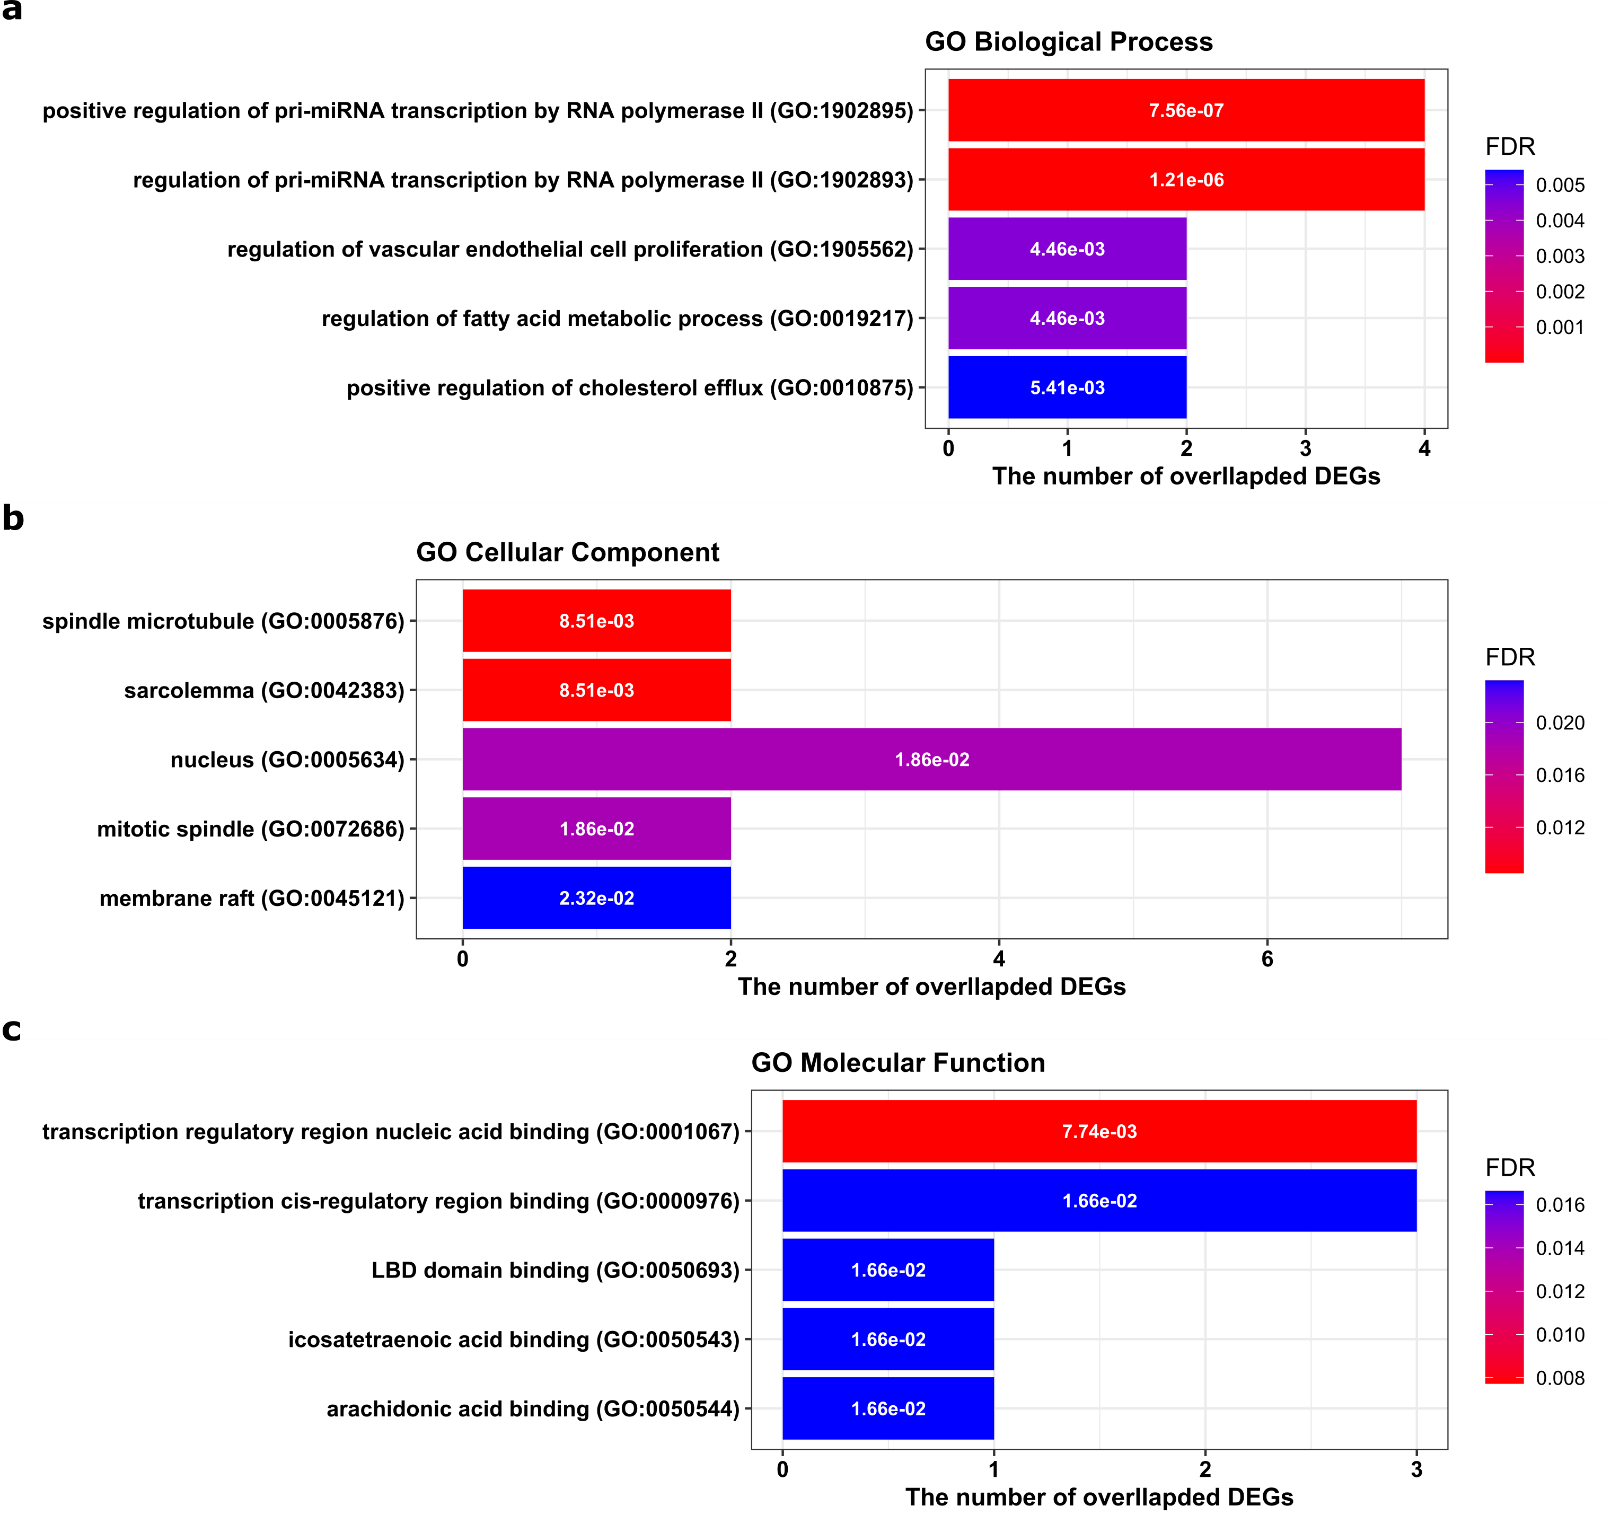 a
GO Biological Process
positive regulation of pri-miRNA transcription by RNA polymerase II (GO:1902895)
7.56e-07
regulation of pri-miRNA transcription by RNA polymerase II (GO:1902893)
1.21e-06
regulation of vascular endothelial cell proliferation (GO:1905562)
4.46e-03
regulation of fatty acid metabolic process (GO:0019217)
4.46e-03
positive regulation of cholesterol efflux (GO:0010875)
5.41e-03
0 1 2 3 4
The number of overllapded DEGs
FDR
0.005
0.004
0.003
0.002
0.001
b
GO Cellular Component
spindle microtubule (GO:0005876)
8.51e-03
sarcolemma (GO:0042383)
8.51e-03
nucleus (GO:0005634)
1.86e-02
mitotic spindle (GO:0072686)
1.86e-02
membrane raft (GO:0045121)
2.32e-02
0 2 4 6
The number of overllapded DEGs
FDR
0.020
0.016
0.012
c
GO Molecular Function
transcription regulatory region nucleic acid binding (GO:0001067)
7.74e-03
transcription cis-regulatory region binding (GO:0000976)
1.66e-02
LBD domain binding (GO:0050693)
1.66e-02
icosatetraenoic acid binding (GO:0050543)
1.66e-02
arachidonic acid binding (GO:0050544)
1.66e-02
0 1 2 3
The number of overllapded DEGs
FDR
0.016
0.014
0.012
0.010
0.008